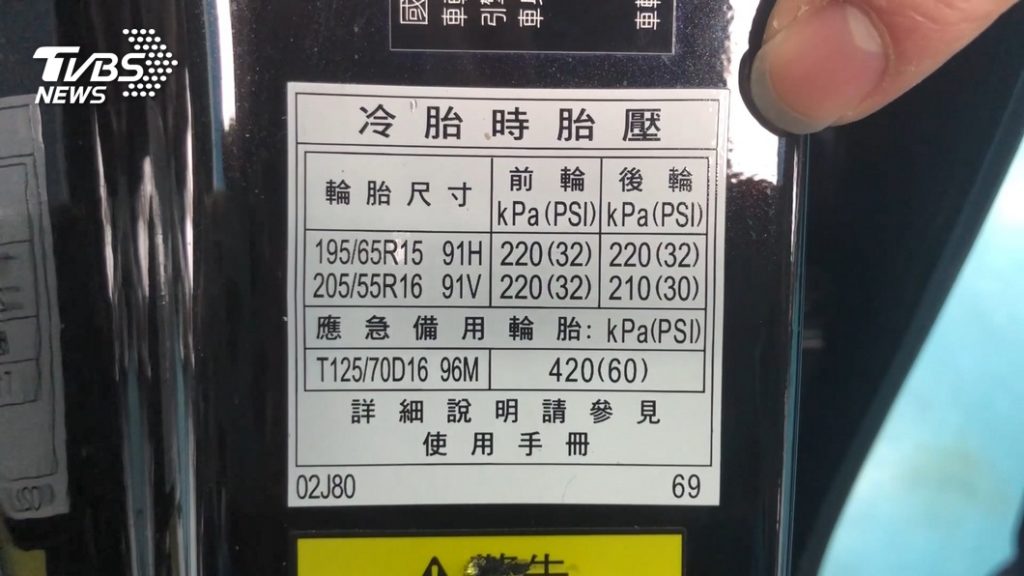 TVBS
NEWS
冷胎時胎壓
輪胎尺寸 前輪 kPa(PSI) 後輪 kPa(PSI)
195/65R15 91H 220(32) 220(32)
205/55R16 91V 220(32) 210(30)
應急備用輪胎: kPa(PSI)
T125/70D16 96M 420(60)
詳細說明請參見
使用手冊
02J80 69